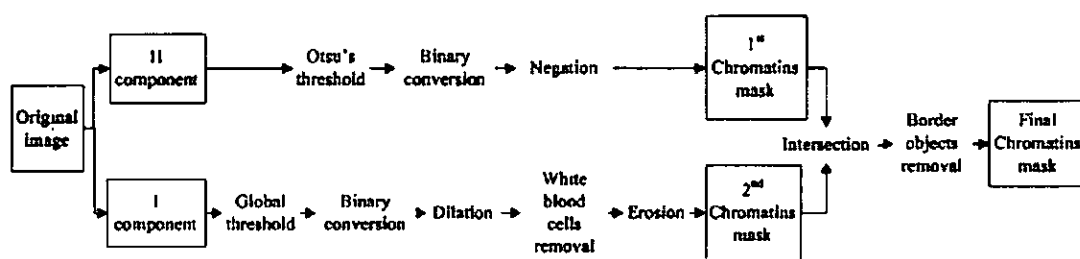 Original
image
H
component
Otsu's
threshold
Binary
conversion
Negation
1st
Chromatins
mask
I
component
Global
threshold
Binary
conversion
Dilation
White
blood
cells
removal
Erosion
2nd
Chromatins
mask
Intersection
Border
objects
removal
Final
Chromatins
mask